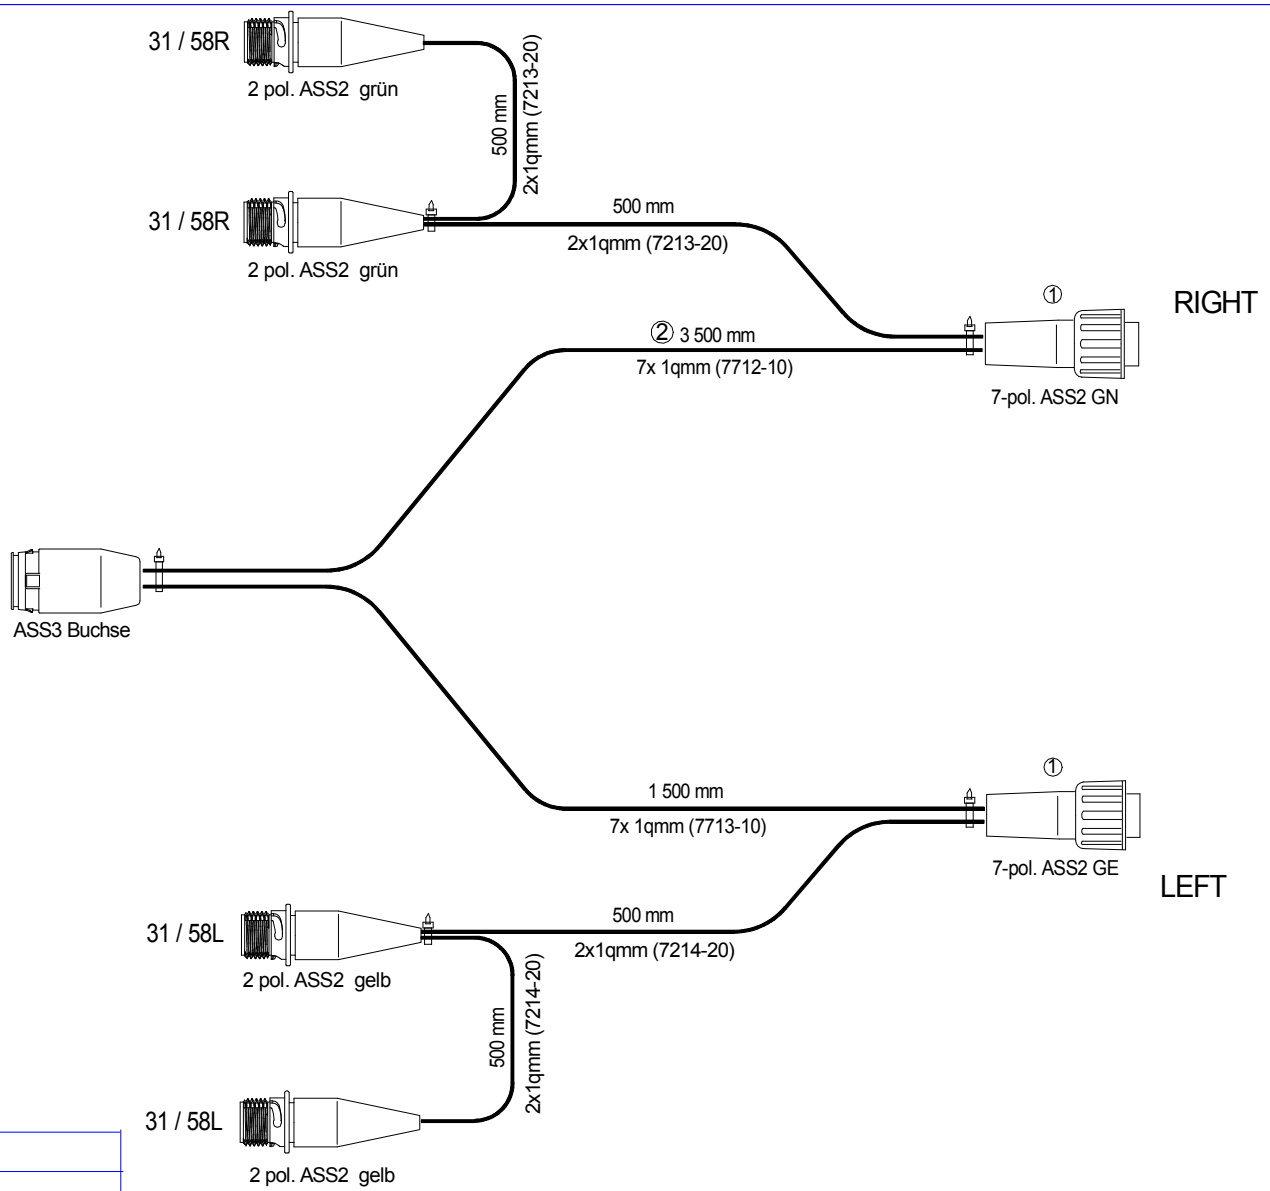 31 / 58R
2 pol. ASS2 grün
500 mm
2x1qmm (7213-20)
31 / 58R
2 pol. ASS2 grün
500 mm
2x1qmm (7213-20)
① RIGHT
② 3 500 mm
7x 1qmm (7712-10)
7-pol. ASS2 GN
ASS3 Buchse
①
1 500 mm
7x 1qmm (7713-10)
7-pol. ASS2 GE
LEFT
31 / 58L
2 pol. ASS2 gelb
500 mm
2x1qmm (7214-20)
500 mm
2x1qmm (7214-20)
31 / 58L
2 pol. ASS2 gelb